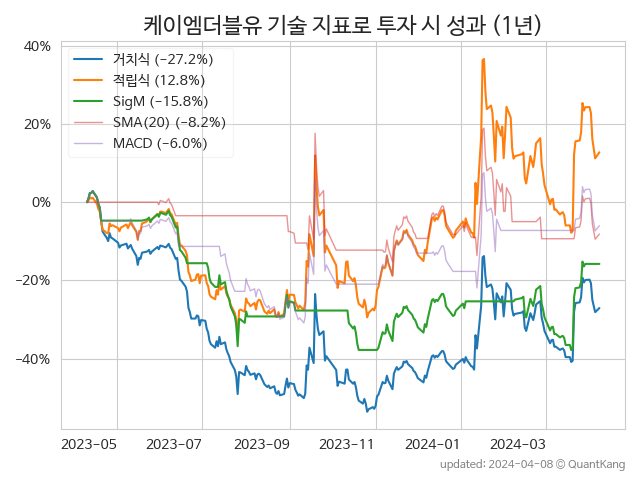 케이엠더블유 기술 지표로 투자 시 성과 (1년)
거치식 (−27.2%)
적립식 (12.8%)
SigM (−15.8%)
SMA(20) (−8.2%)
MACD (−6.0%)
40%
20%
0%
−20%
−40%
2023-05 2023-07 2023-09 2023-11 2024-01 2024-03
updated: 2024-04-08 © QuantKang